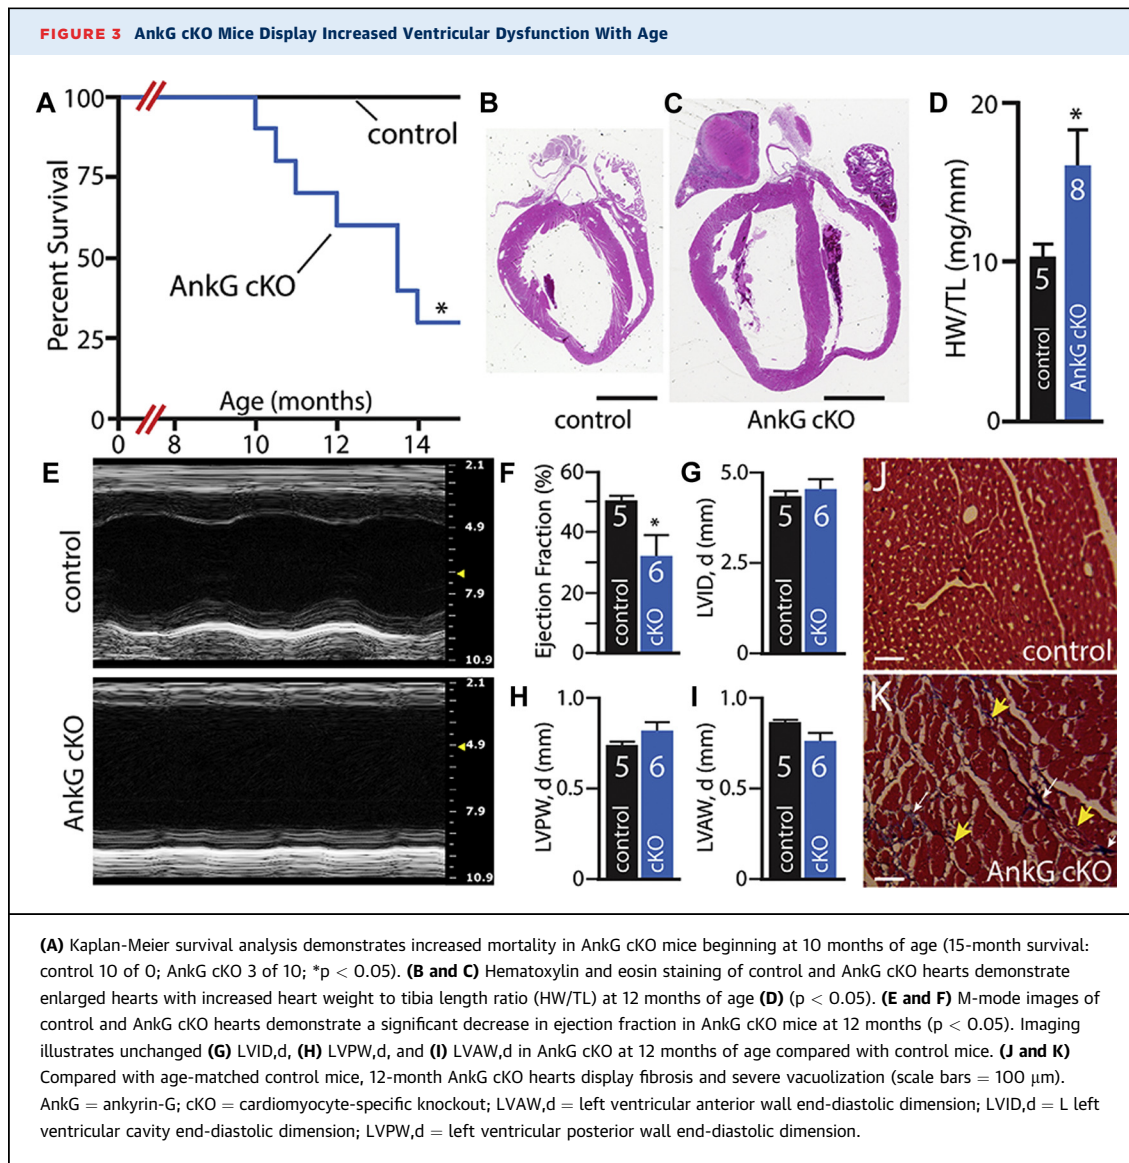 FIGURE 3 AnkG cKO Mice Display Increased Ventricular Dysfunction With Age
A
100
75
50
25
0
Percent Survival
control
AnkG cKO
*
Age (months)
0 8 10 12 14
B
control
C
AnkG cKO
D
20
10
0
HW/TL (mg/mm)
*
5
control
8
AnkG cKO
E
control
2.1
4.9
7.9
10.9
AnkG cKO
2.1
4.9
7.9
10.9
F
60
40
20
0
Ejection Fraction (%)
*
5
control
6
cKO
G
5.0
2.5
0
LVID, d (mm)
5
control
6
cKO
H
1.0
0.5
0
LVPW, d (mm)
5
control
6
cKO
I
1.0
0.5
0
LVAW, d (mm)
5
control
6
cKO
J
control
K
AnkG cKO
(A) Kaplan-Meier survival analysis demonstrates increased mortality in AnkG cKO mice beginning at 10 months of age (15-month survival:
control 10 of 0; AnkG cKO 3 of 10; *p < 0.05). (B and C) Hematoxylin and eosin staining of control and AnkG cKO hearts demonstrate
enlarged hearts with increased heart weight to tibia length ratio (HW/TL) at 12 months of age (D) (p < 0.05). (E and F) M-mode images of
control and AnkG cKO hearts demonstrate a significant decrease in ejection fraction in AnkG cKO mice at 12 months (p < 0.05). Imaging
illustrates unchanged (G) LVID,d, (H) LVPW,d, and (I) LVAW,d in AnkG cKO at 12 months of age compared with control mice. (J and K)
Compared with age-matched control mice, 12-month AnkG cKO hearts display fibrosis and severe vacuolization (scale bars = 100 μm).
AnkG = ankyrin-G; cKO = cardiomyocyte-specific knockout; LVAW,d = left ventricular anterior wall end-diastolic dimension; LVID,d = L left
ventricular cavity end-diastolic dimension; LVPW,d = left ventricular posterior wall end-diastolic dimension.